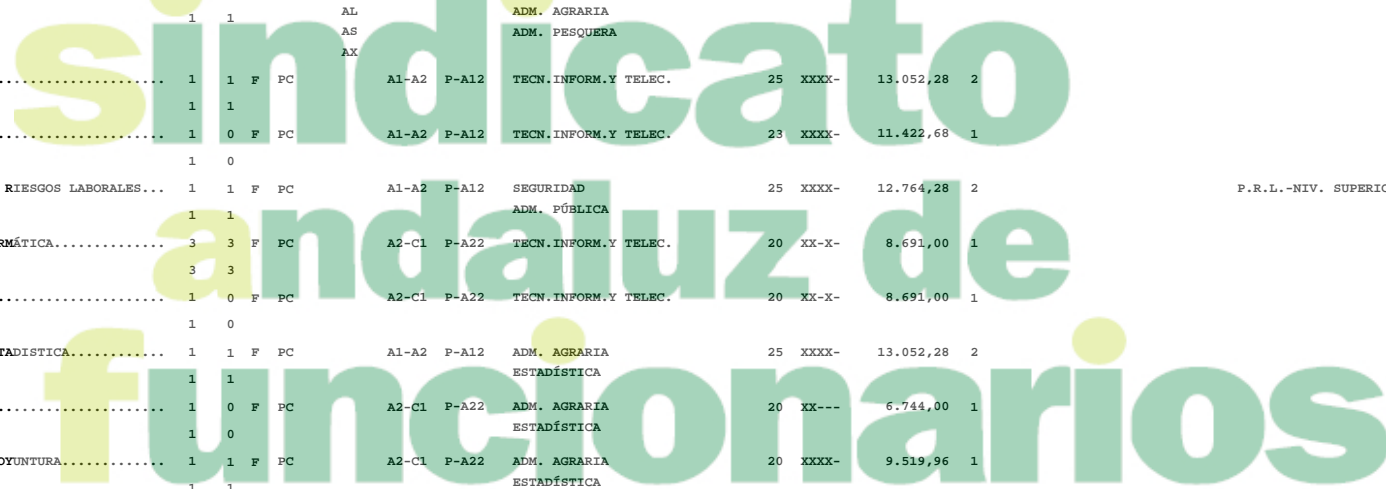 1 1 AL ADM. AGRARIA
AS ADM. PESQUERA
AX
sindicato
..................... 1 1 F PC A1-A2 P-A12 TECN.INFORM.Y TELEC. 25 XXXX- 13.052,28 2
1 1
..................... 1 0 F PC A1-A2 P-A12 TECN.INFORM.Y TELEC. 23 XXXX- 11.422,68 1
1 0
RIESGOS LABORALES... 1 1 F PC A1-A2 P-A12 SEGURIDAD 25 XXXX- 12.764,28 2 P.R.L.-NIV. SUPERIO
1 1 ADM. PÚBLICA
andaluz de
RMÁTICA.............. 3 3 F PC A2-C1 P-A22 TECN.INFORM.Y TELEC. 20 XX-X- 8.691,00 1
3 3
..................... 1 0 F PC A2-C1 P-A22 TECN.INFORM.Y TELEC. 20 XX-X- 8.691,00 1
1 0
TADISTICA............ 1 1 F PC A1-A2 P-A12 ADM. AGRARIA 25 XXXX- 13.052,28 2
1 1 ESTADÍSTICA
funcionarios
..................... 1 0 F PC A2-C1 P-A22 ADM. AGRARIA 20 XX--- 6.744,00 1
1 0 ESTADÍSTICA
OYUNTURA............. 1 1 F PC A2-C1 P-A22 ADM. AGRARIA 20 XXXX- 9.519,96 1
1 1 ESTADÍSTICA